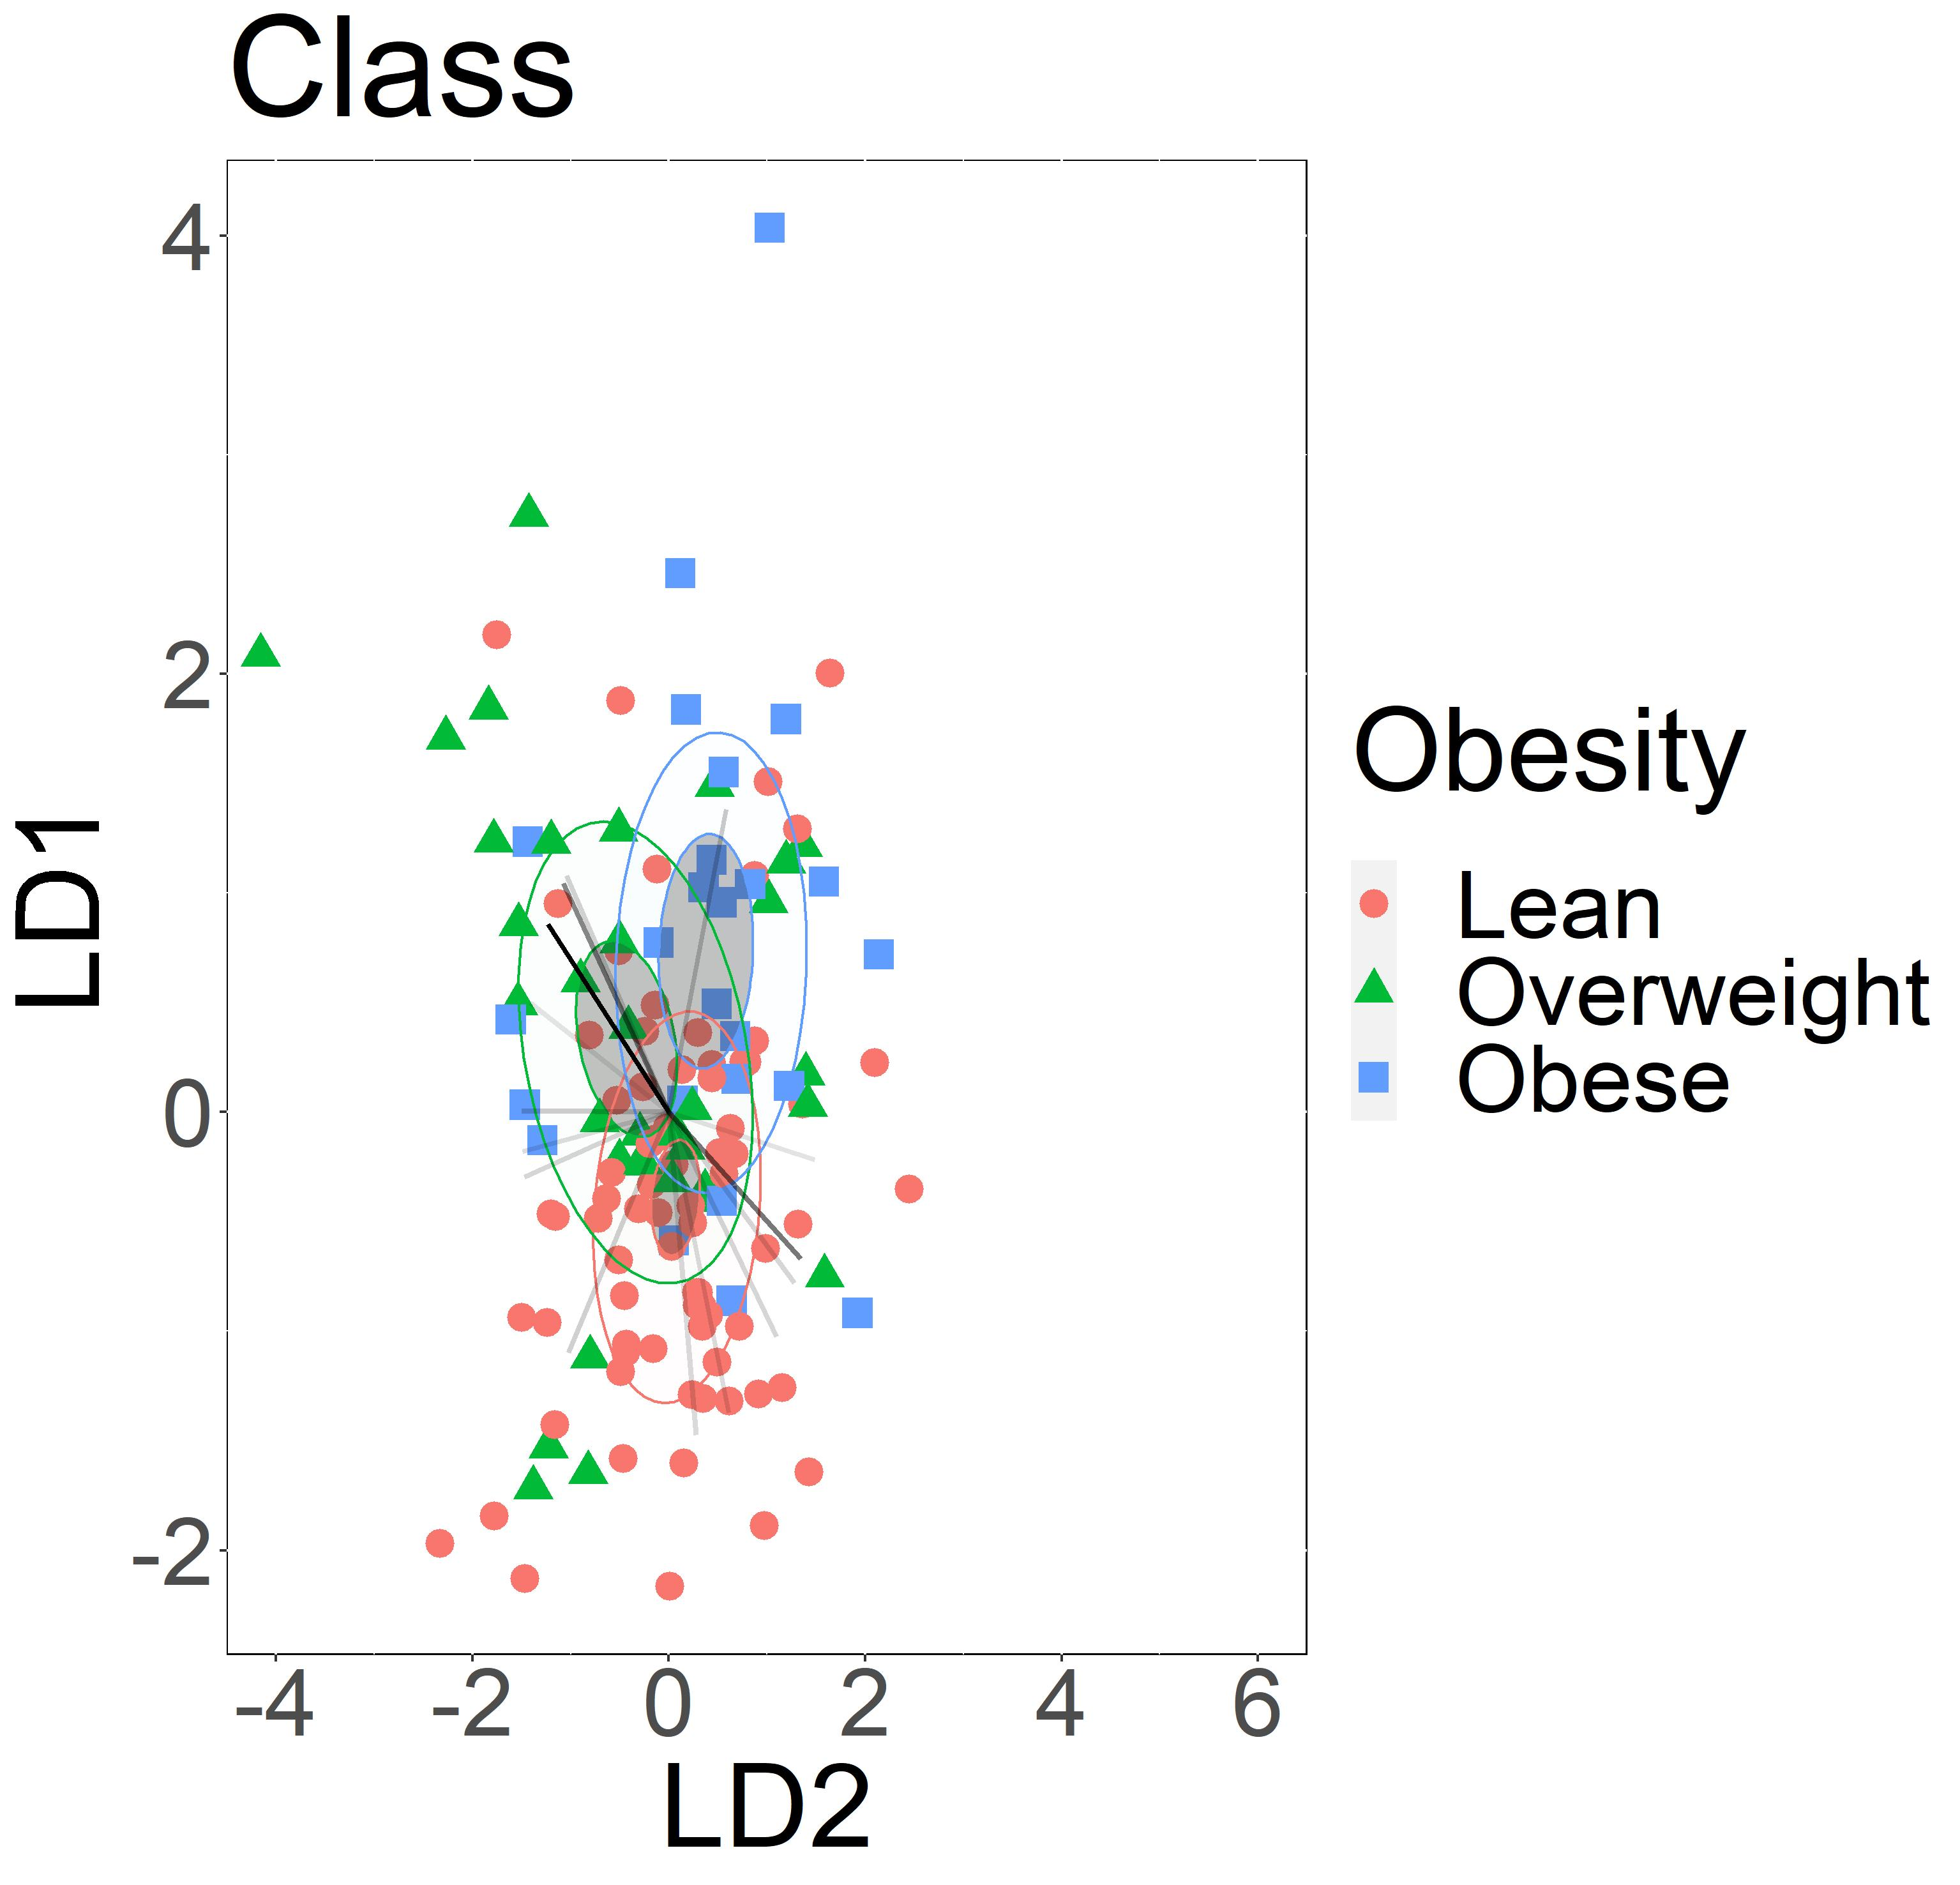 Class
LD1
4
2
0
-2
-4 -2 0 2 4 6
LD2
Obesity
Lean
Overweight
Obese